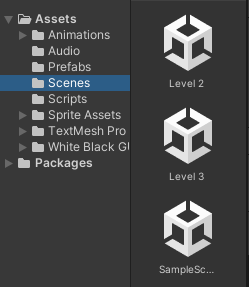 Assets
Animations
Audio
Prefabs
Scenes
Scripts
Sprite Assets
TextMesh Pro
White Black GU
Packages
Level 2
Level 3
SampleSc...